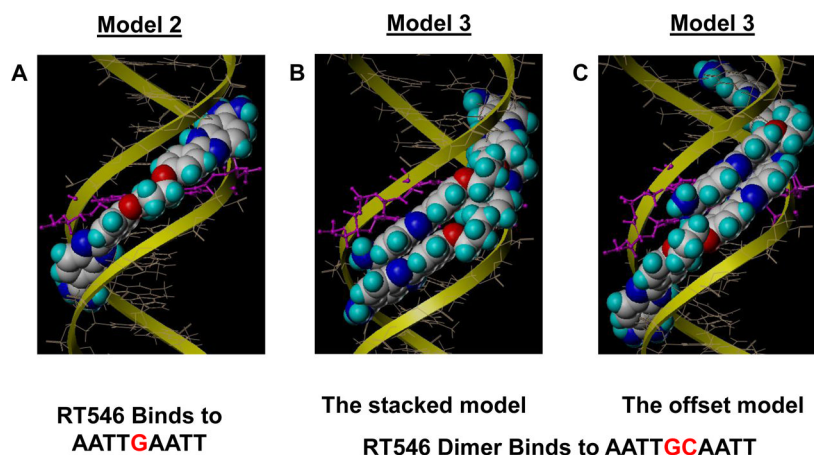 Model 2
Model 3
Model 3
A
B
C
RT546 Binds to
AATTGAATT
The stacked model
The offset model
RT546 Dimer Binds to AATTGCAATT